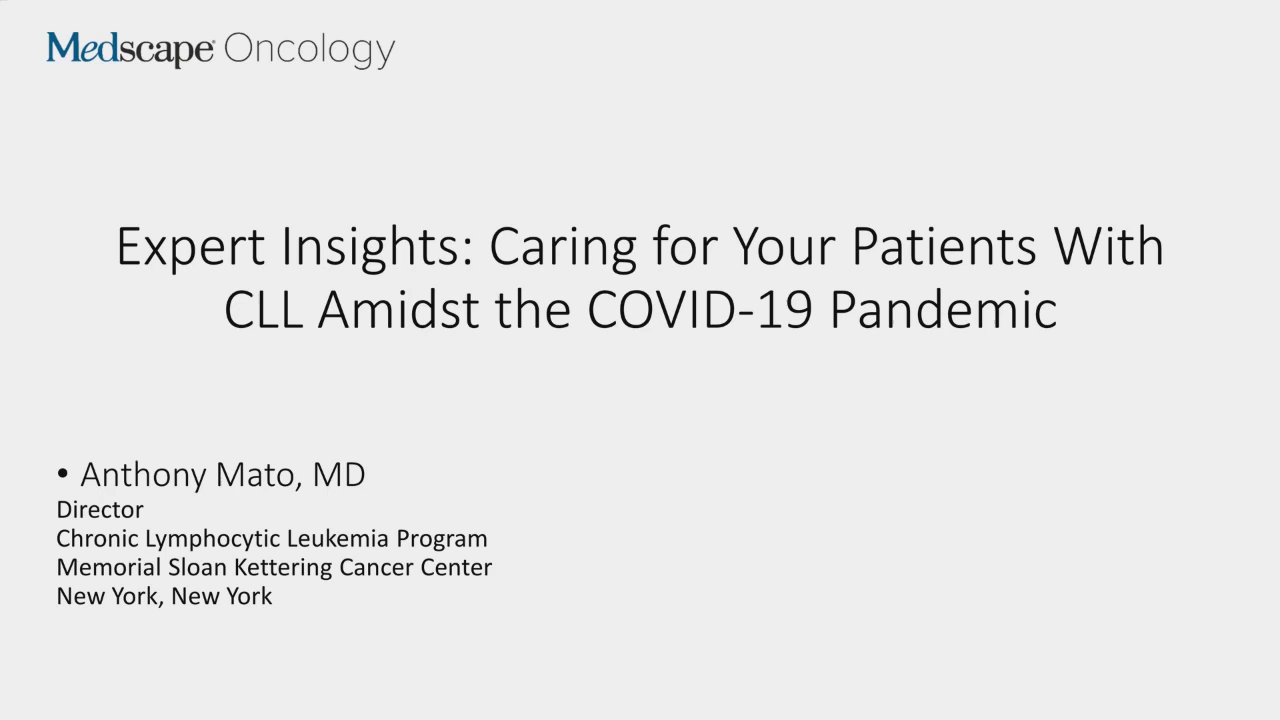 Medscape Oncology
Expert Insights: Caring for Your Patients With
CLL Amidst the COVID-19 Pandemic
• Anthony Mato, MD
Director
Chronic Lymphocytic Leukemia Program
Memorial Sloan Kettering Cancer Center
New York, New York